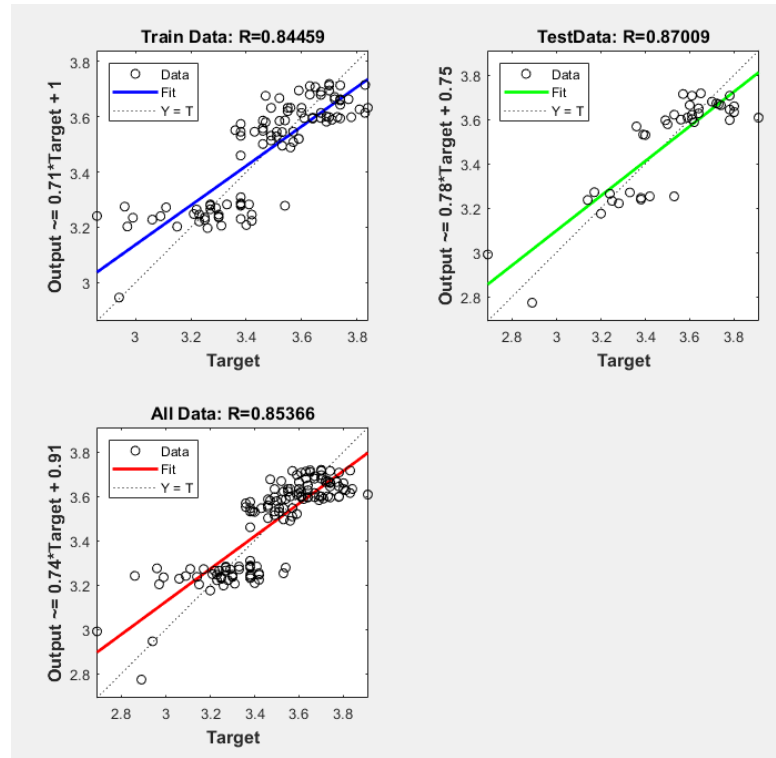 Train Data: R=0.84459
Output ~= 0.71*Target + 1
Data
Fit
Y = T
3.8
3.6
3.4
3.2
3
3
3.2
3.4
3.6
3.8
Target
TestData: R=0.87009
Output ~= 0.78*Target + 0.75
Data
Fit
Y = T
3.8
3.6
3.4
3.2
3
2.8
2.8
3
3.2
3.4
3.6
3.8
Target
All Data: R=0.85366
Output ~= 0.74*Target + 0.91
Data
Fit
Y = T
3.8
3.6
3.4
3.2
3
2.8
2.8
3
3.2
3.4
3.6
3.8
Target